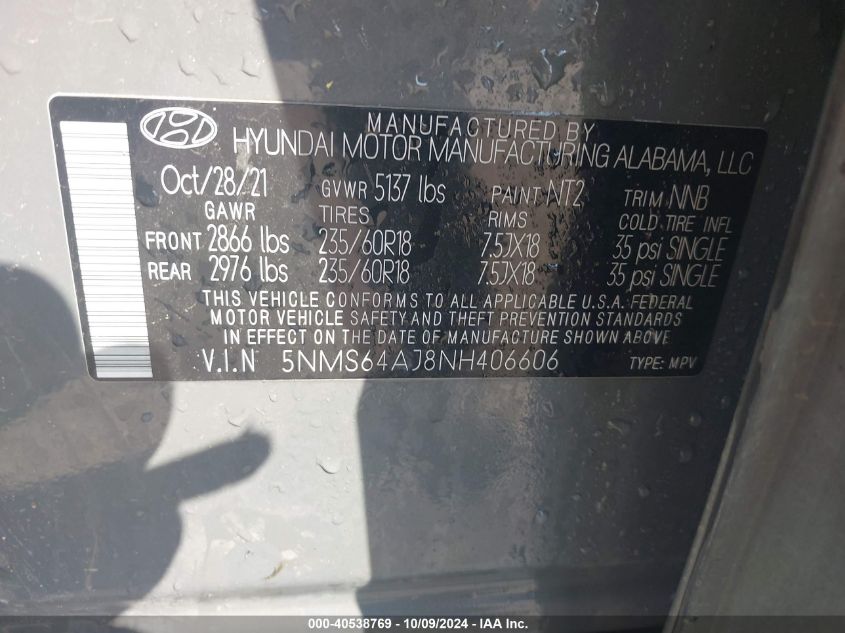 MANUFACTURED BY
HYUNDAI MOTOR MANUFACTURING ALABAMA, LLC
Oct/28/21 GVWR 5137 lbs PAINT NT2 TRIM NNB
GAWR TIRES RIMS COLD TIRE INFL
FRONT 2866 lbs 235/60R18 7.5JX18 35 psi SINGLE
REAR 2976 lbs 235/60R18 7.5JX18 35 psi SINGLE
THIS VEHICLE CONFORMS TO ALL APPLICABLE U.S.A. FEDERAL
MOTOR VEHICLE SAFETY AND THEFT PREVENTION STANDARDS
IN EFFECT ON THE DATE OF MANUFACTURE SHOWN ABOVE.
V.I.N 5NMS64AJ8NH406606 TYPE: MPV
000-40538769 - 10/09/2024 - IAA Inc.